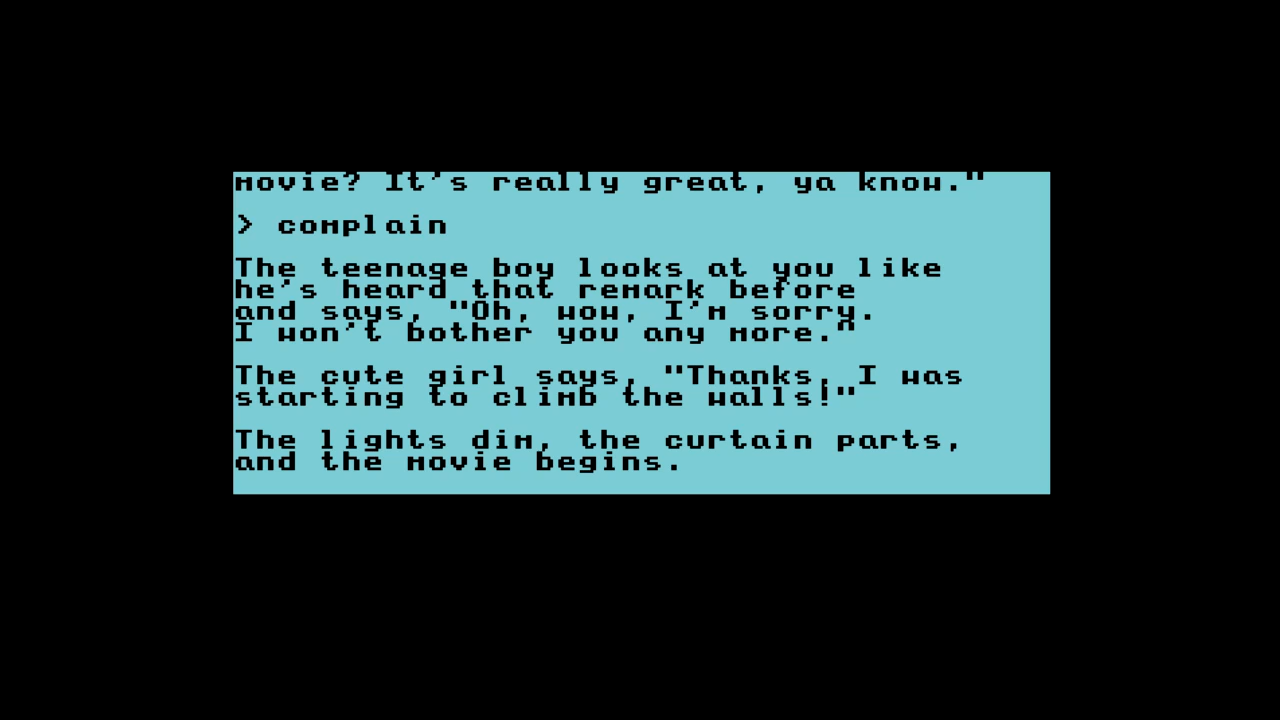 movie? It's really great, ya know."
> complain
The teenage boy looks at you like
he's heard that remark before
and says, "Oh, wow, I'm sorry.
I won't bother you any more."
The cute girl says, "Thanks. I was
starting to climb the walls!"
The lights dim, the curtain parts,
and the movie begins.